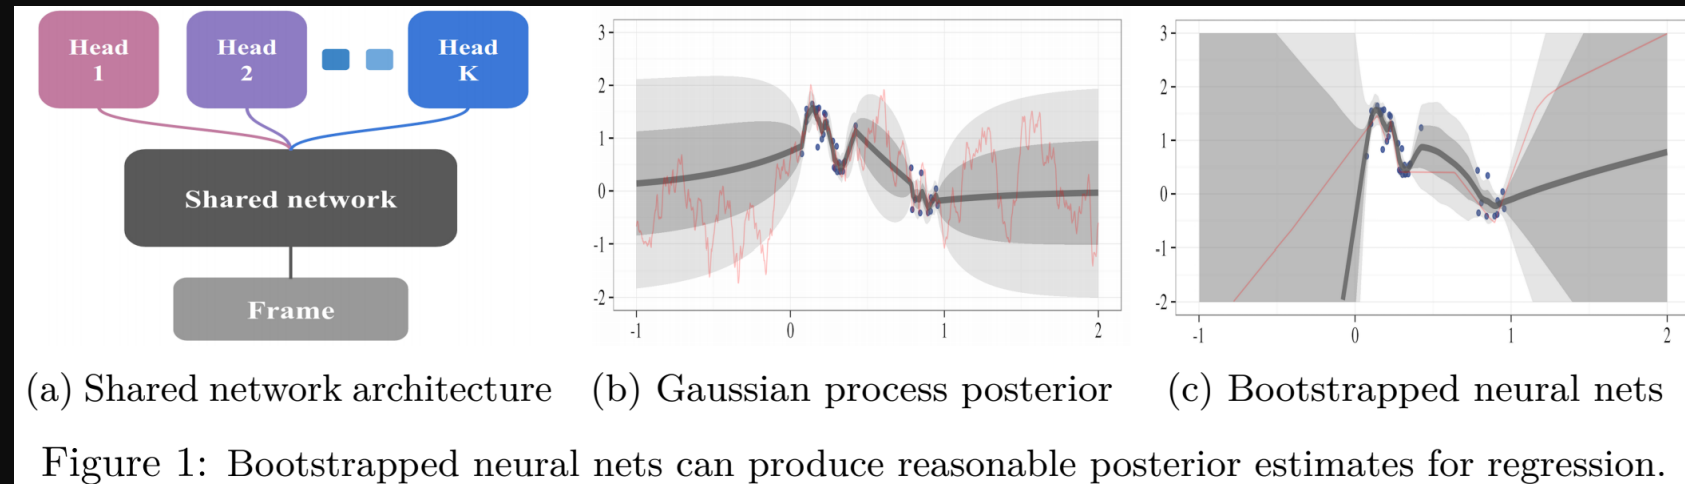 Head
1
Head
2
Head
K
Shared network
Frame
3
2
1
0
-1
-2
-1
0
1
2
3
2
1
0
-1
-2
-1
0
1
2
(a) Shared network architecture
(b) Gaussian process posterior
(c) Bootstrapped neural nets
Figure 1: Bootstrapped neural nets can produce reasonable posterior estimates for regression.